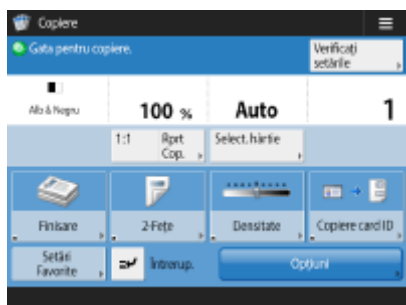 Copiere
Gata pentru copiere.
Verificați
setările
Alb & Negru
100 %
Auto
1
1:1
Rprt
Cop.
Select. hârtie
Finisare
2-Fețe
Densitate
Copiere card ID
Setări
Favorite
Întrerup.
Opțiuni